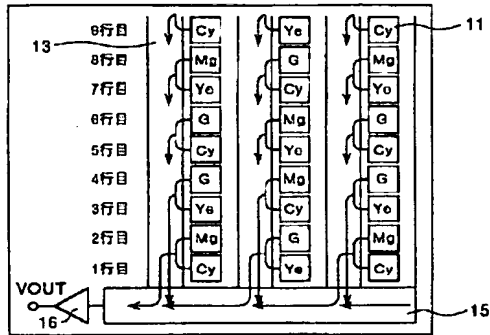 9行目 13 Cy Ye Cy 11
8行目 Mg G Mg
7行目 Ye Cy Ye
6行目 G Mg G
5行目 Cy Ye Cy
4行目 G Mg G
3行目 Ye Cy Ye
2行目 Mg G Mg
1行目 Cy Ye Cy
VOUT
16 15